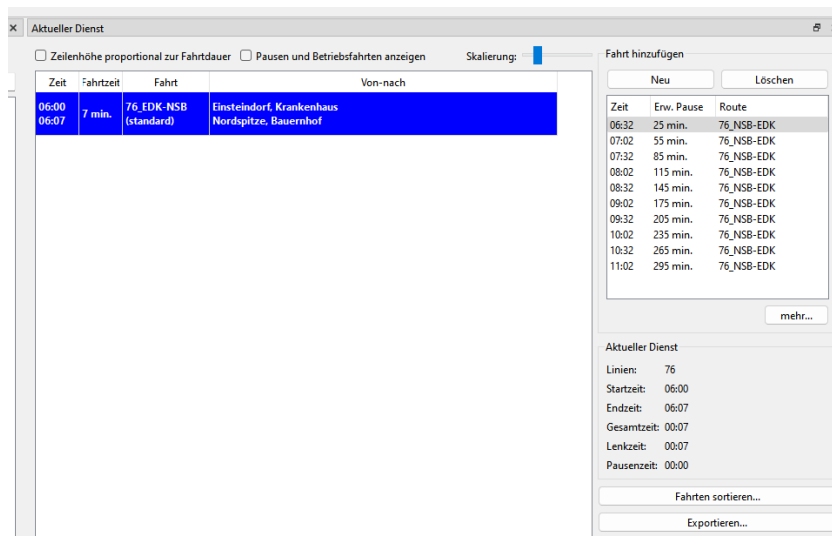 Aktueller Dienst
Zeilenhöhe proportional zur Fahrtdauer
Pausen und Betriebsfahrten anzeigen
Skalierung:
Zeit Fahrtzeit Fahrt Von-nach
06:00 7 min. 76_EDK-NSB Einsteindorf, Krankenhaus
06:07 (standard) Nordspitze, Bauernhof
Fahrt hinzufügen
Neu Löschen
Zeit Erw. Pause Route
06:32 25 min. 76_NSB-EDK
07:02 55 min. 76_NSB-EDK
07:32 85 min. 76_NSB-EDK
08:02 115 min. 76_NSB-EDK
08:32 145 min. 76_NSB-EDK
09:02 175 min. 76_NSB-EDK
09:32 205 min. 76_NSB-EDK
10:02 235 min. 76_NSB-EDK
10:32 265 min. 76_NSB-EDK
11:02 295 min. 76_NSB-EDK
mehr...
Aktueller Dienst
Linien: 76
Startzeit: 06:00
Endzeit: 06:07
Gesamtzeit: 00:07
Lenkzeit: 00:07
Pausenzeit: 00:00
Fahrten sortieren...
Exportieren...